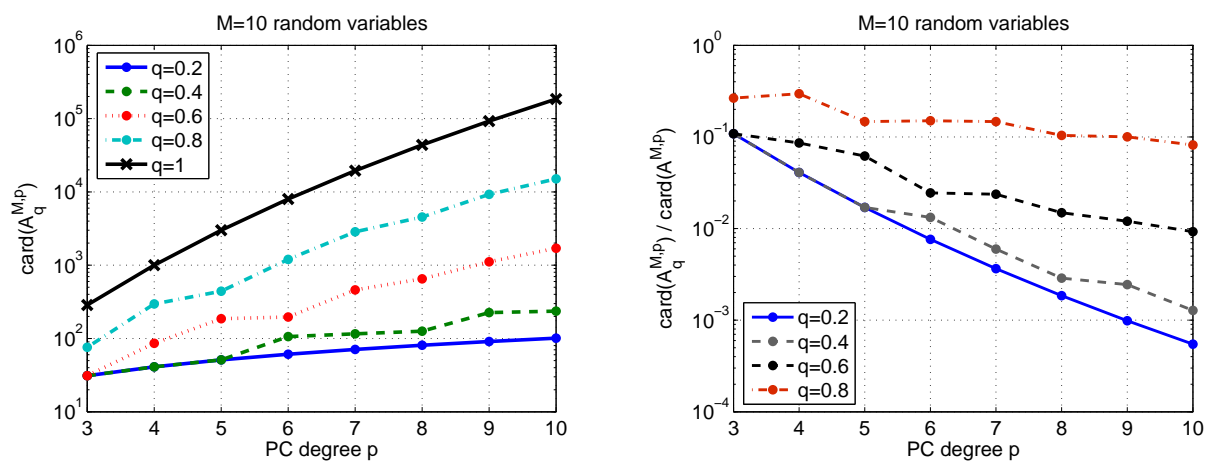 M=10 random variables
10^6
10^5
10^4
10^3
10^2
10^1
card(A_q^{M,p})
q=0.2
q=0.4
q=0.6
q=0.8
q=1
3 4 5 6 7 8 9 10
PC degree p
M=10 random variables
10^0
10^−1
10^−2
10^−3
10^−4
card(A_q^{M,p}) / card(A^{M,p})
q=0.2
q=0.4
q=0.6
q=0.8
3 4 5 6 7 8 9 10
PC degree p